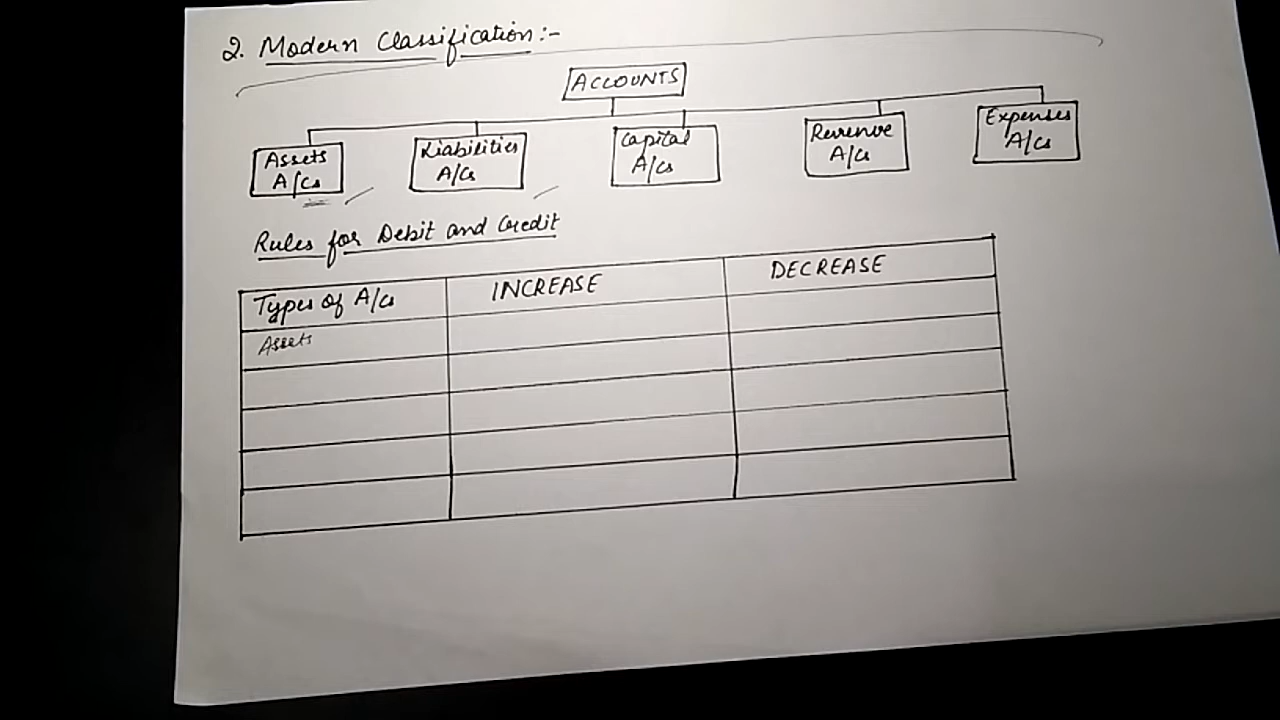 2. Modern Classification:-
ACCOUNTS
Assets
A/Cs
Liabilities
A/Cs
Capital
A/Cs
Revenue
A/Cs
Expenses
A/Cs
Rules for Debit and Credit
Types of A/Cs INCREASE DECREASE
Assets